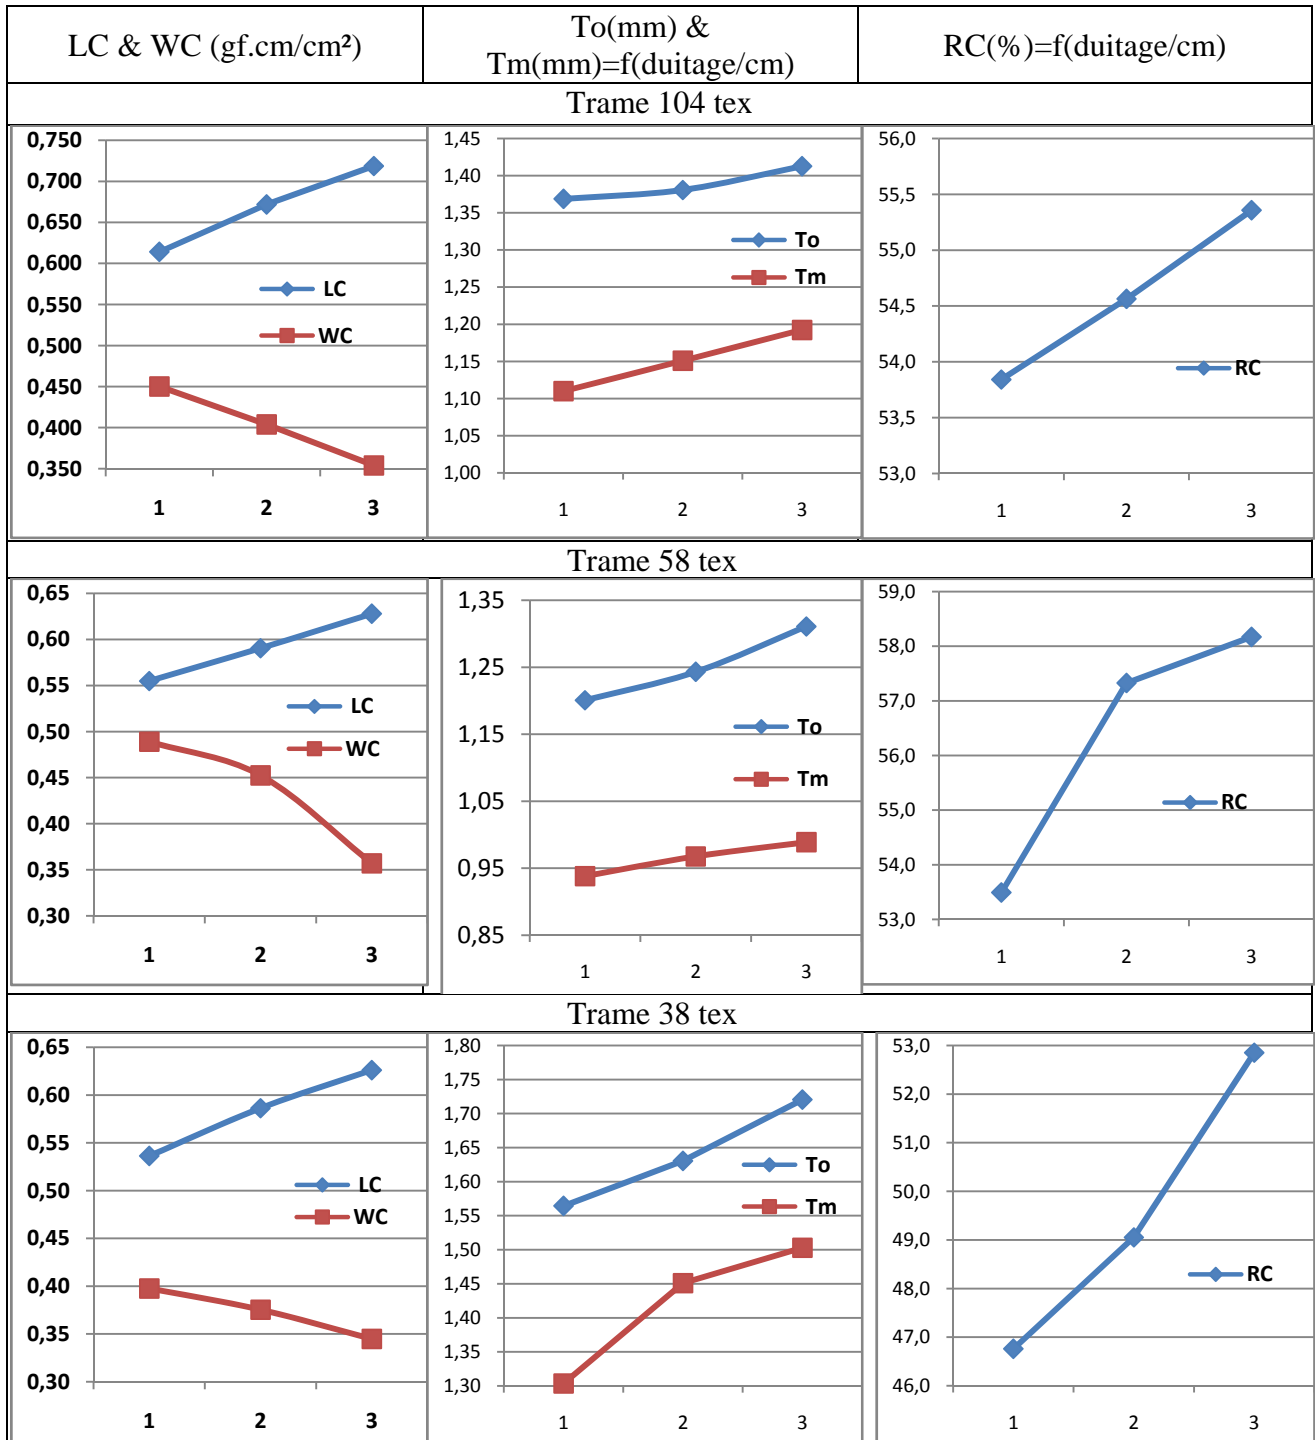 LC & WC (gf.cm/cm²)
To(mm) &
Tm(mm)=f(duitage/cm)
RC(%)=f(duitage/cm)
Trame 104 tex
0,750
0,700
0,650
0,600
0,550
0,500
0,450
0,400
0,350
1 2 3
LC
WC
1,45
1,40
1,35
1,30
1,25
1,20
1,15
1,10
1,05
1,00
1 2 3
To
Tm
56,0
55,5
55,0
54,5
54,0
53,5
53,0
1 2 3
RC
Trame 58 tex
0,65
0,60
0,55
0,50
0,45
0,40
0,35
0,30
1 2 3
LC
WC
1,35
1,25
1,15
1,05
0,95
0,85
1 2 3
To
Tm
59,0
58,0
57,0
56,0
55,0
54,0
53,0
1 2 3
RC
Trame 38 tex
0,65
0,60
0,55
0,50
0,45
0,40
0,35
0,30
1 2 3
LC
WC
1,80
1,75
1,70
1,65
1,60
1,55
1,50
1,45
1,40
1,35
1,30
1 2 3
To
Tm
53,0
52,0
51,0
50,0
49,0
48,0
47,0
46,0
1 2 3
RC